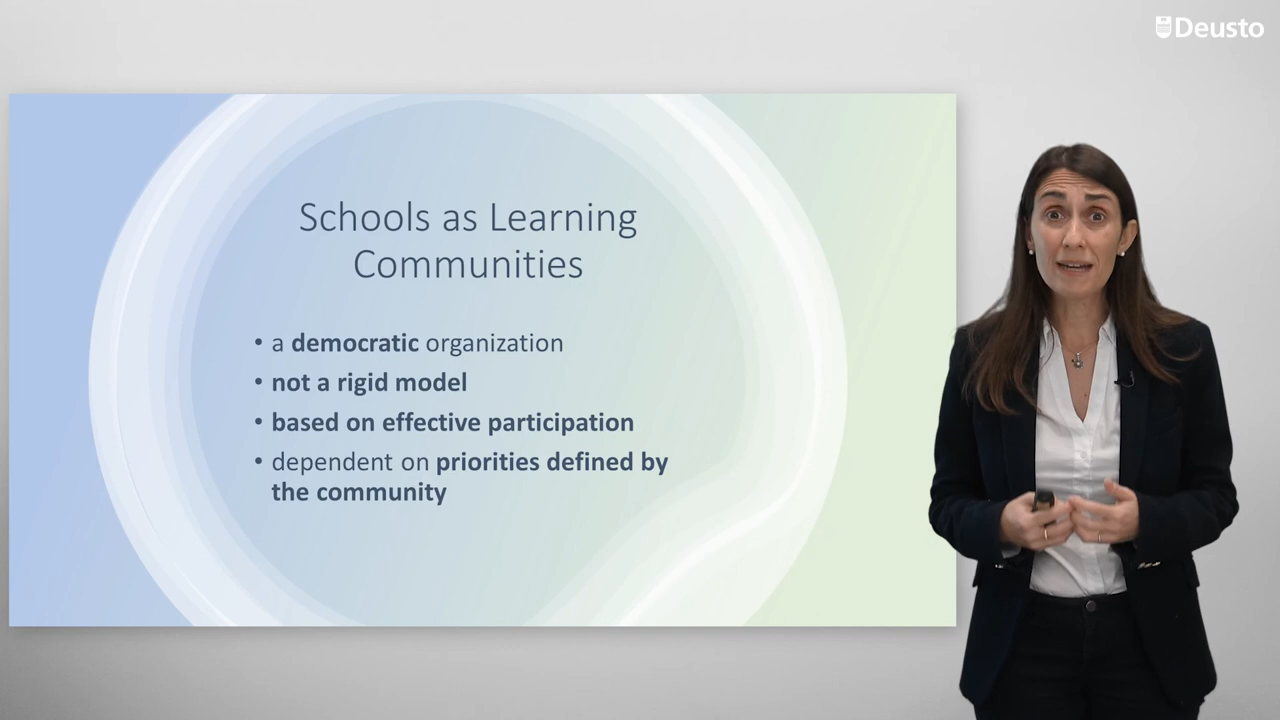 Deusto
Schools as Learning
Communities
• a democratic organization
• not a rigid model
• based on effective participation
• dependent on priorities defined by
the community